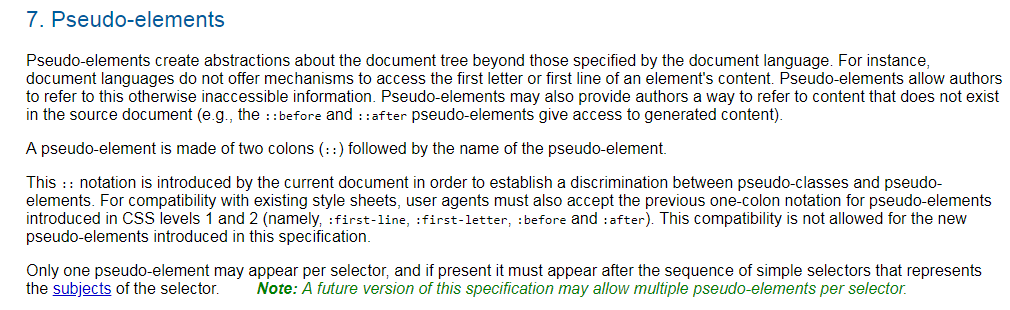 7. Pseudo-elements
Pseudo-elements create abstractions about the document tree beyond those specified by the document language. For instance,
document languages do not offer mechanisms to access the first letter or first line of an element's content. Pseudo-elements allow authors
to refer to this otherwise inaccessible information. Pseudo-elements may also provide authors a way to refer to content that does not exist
in the source document (e.g., the ::before and ::after pseudo-elements give access to generated content).
A pseudo-element is made of two colons (::) followed by the name of the pseudo-element.
This :: notation is introduced by the current document in order to establish a discrimination between pseudo-classes and pseudo-
elements. For compatibility with existing style sheets, user agents must also accept the previous one-colon notation for pseudo-elements
introduced in CSS levels 1 and 2 (namely, :first-line, :first-letter, :before and :after). This compatibility is not allowed for the new
pseudo-elements introduced in this specification.
Only one pseudo-element may appear per selector, and if present it must appear after the sequence of simple selectors that represents
the subjects of the selector. Note: A future version of this specification may allow multiple pseudo-elements per selector.